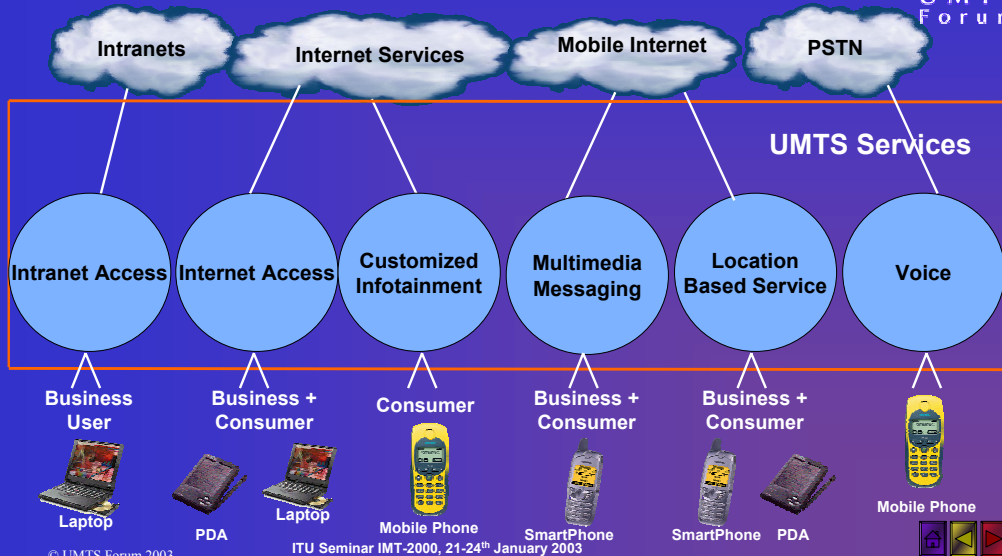 Forum
Intranets
Internet Services
Mobile Internet
PSTN
UMTS Services
Intranet Access
Internet Access
Customized
Infotainment
Multimedia
Messaging
Location
Based Service
Voice
Business
User
Business +
Consumer
Consumer
Business +
Consumer
Business +
Consumer
Laptop
PDA
Laptop
Mobile Phone
SmartPhone
SmartPhone
PDA
Mobile Phone
© UMTS Forum 2003
ITU Seminar IMT-2000, 21-24th January 2003